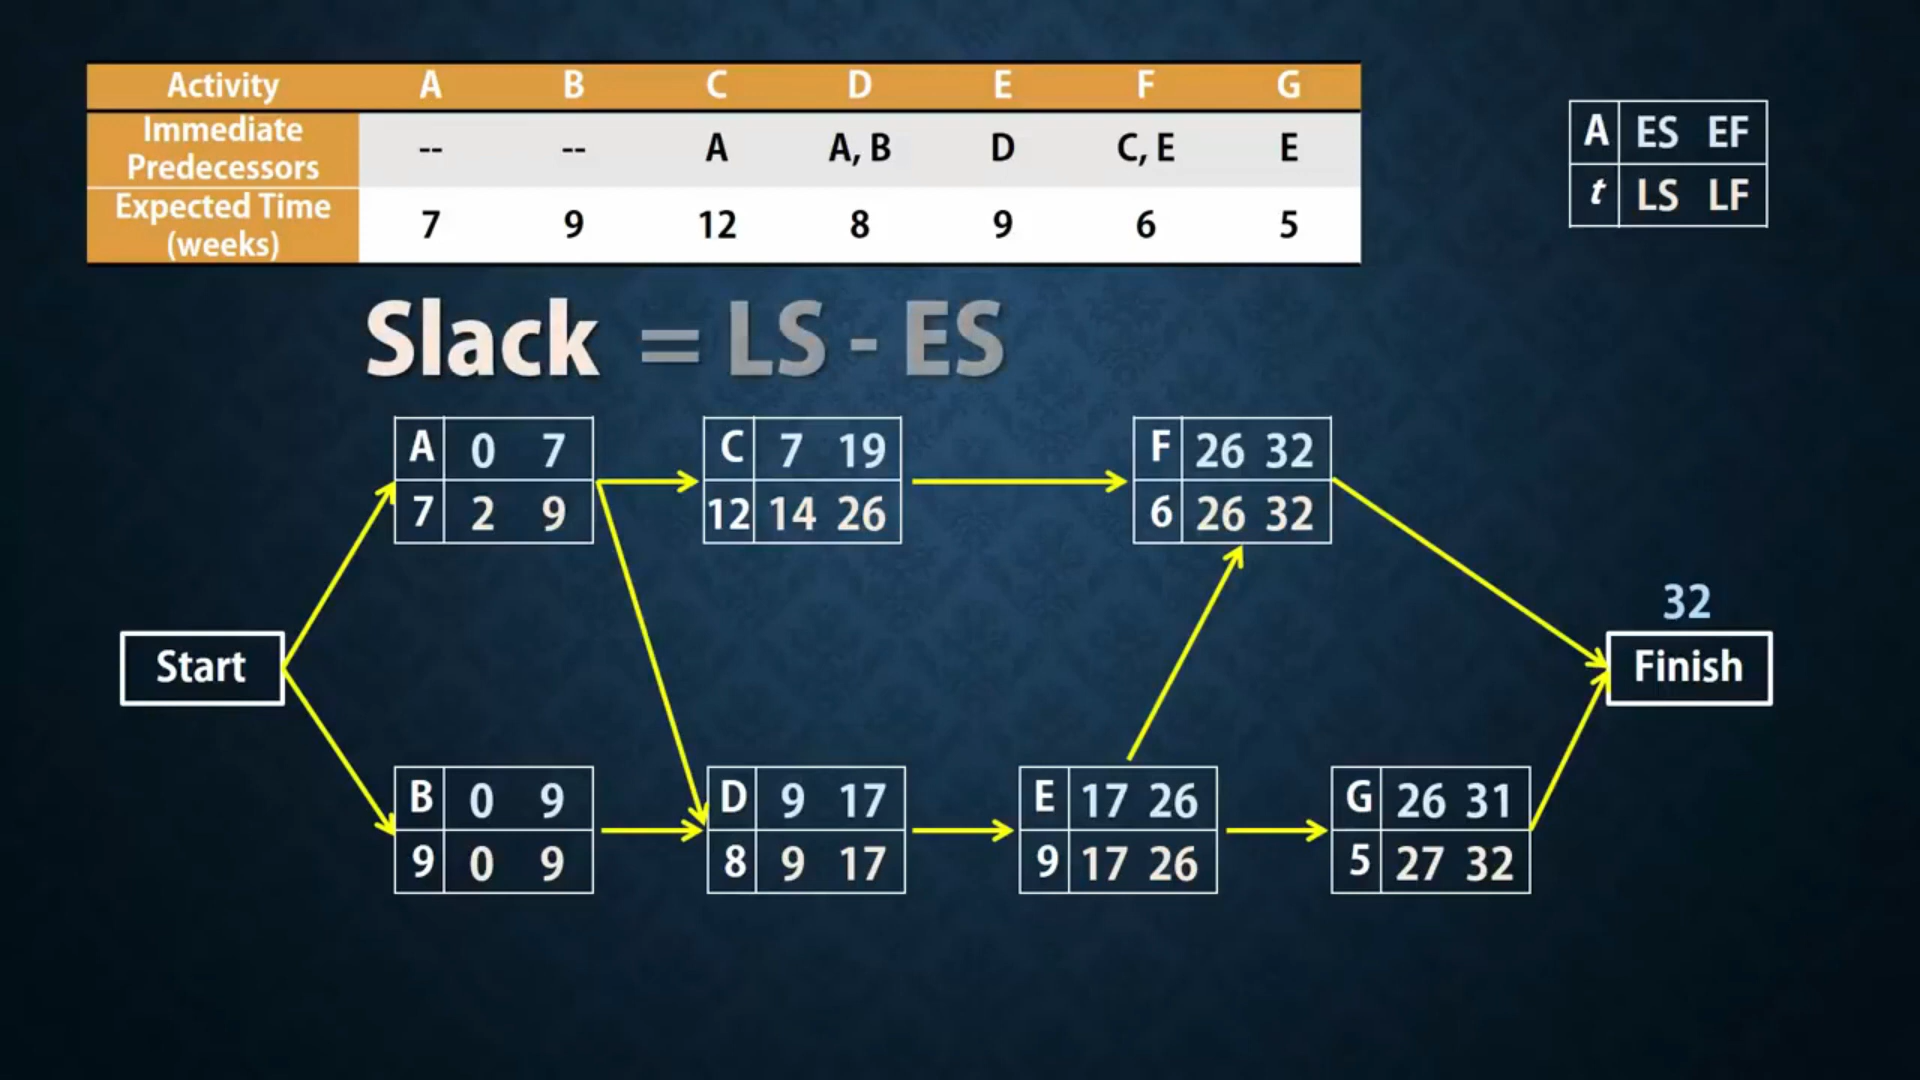 Activity A B C D E F G
Immediate
Predecessors -- -- A A, B D C, E E
Expected Time
(weeks) 7 9 12 8 9 6 5
A ES EF
t LS LF
Slack = LS - ES
A 0 7
7 2 9
C 7 19
12 14 26
F 26 32
6 26 32
32
Start
Finish
B 0 9
9 0 9
D 9 17
8 9 17
E 17 26
9 17 26
G 26 31
5 27 32